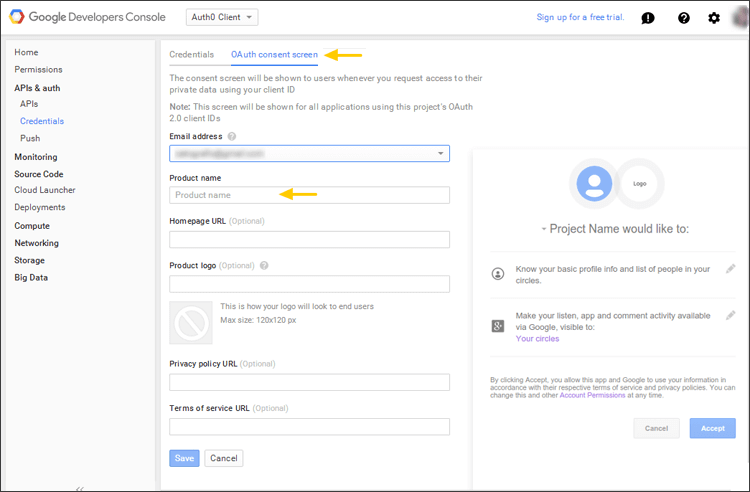 Google Developers Console
Auth0 Client
Sign up for a free trial.
Home
Permissions
APIs & auth
APIs
Credentials
Push
Monitoring
Source Code
Cloud Launcher
Deployments
Compute
Networking
Storage
Big Data
Credentials
OAuth consent screen
The consent screen will be shown to users whenever you request access to their
private data using your client ID
Note: This screen will be shown for all applications using this project's OAuth
2.0 client IDs
Email address
Product name
Product name
Homepage URL (Optional)
Product logo (Optional)
This is how your logo will look to end users
Max size: 120x120 px
Privacy policy URL (Optional)
Terms of service URL (Optional)
Save
Cancel
Logo
- Project Name would like to:
Know your basic profile info and list of people in your
circles.
Make your listen, app and comment activity available
via Google, visible to:
Your circles
By clicking Accept, you allow this app and Google to use your information in
accordance with their respective terms of service and privacy policies. You can
change this and other Account Permissions at any time.
Cancel
Accept